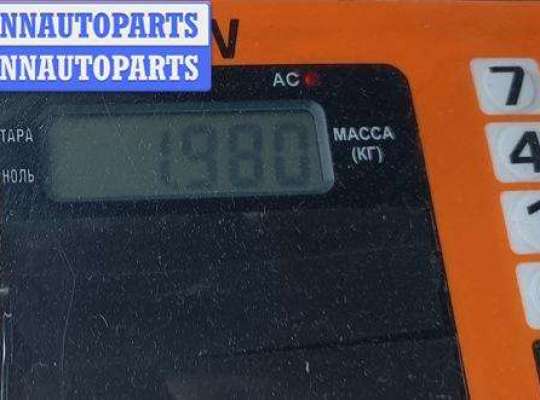 NNAUTOPARTS
NNAUTOPARTS
AC
ТАРА
НОЛЬ
1980
МАССА
(КГ)
7
4
1